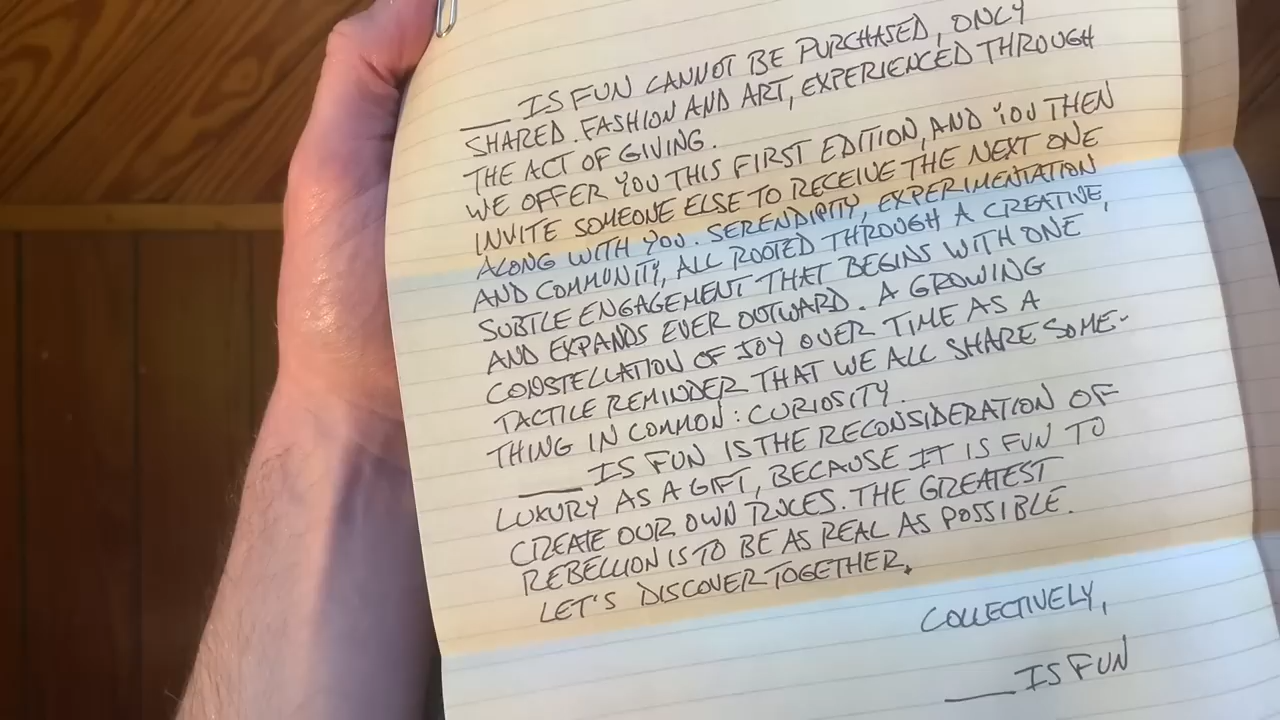 ___ IS FUN CANNOT BE PURCHASED, ONLY
SHARED. FASHION AND ART, EXPERIENCED THROUGH
THE ACT OF GIVING.
WE OFFER YOU THIS FIRST EDITION, AND YOU THEN
INVITE SOMEONE ELSE TO RECEIVE THE NEXT ONE
ALONG WITH YOU. SERENDIPITY, EXPERIMENTATION
AND COMMUNITY, ALL ROOTED THROUGH A CREATIVE,
SUBTLE ENGAGEMENT THAT BEGINS WITH ONE
AND EXPANDS EVER OUTWARD. A GROWING
CONSTELLATION OF JOY OVER TIME AS A
TACTILE REMINDER THAT WE ALL SHARE SOME-
THING IN COMMON: CURIOSITY.
___ IS FUN IS THE RECONSIDERATION OF
LUXURY AS A GIFT, BECAUSE IT IS FUN TO
CREATE OUR OWN RULES. THE GREATEST
REBELLION IS TO BE AS REAL AS POSSIBLE.
LET'S DISCOVER TOGETHER.
COLLECTIVELY,
___ IS FUN